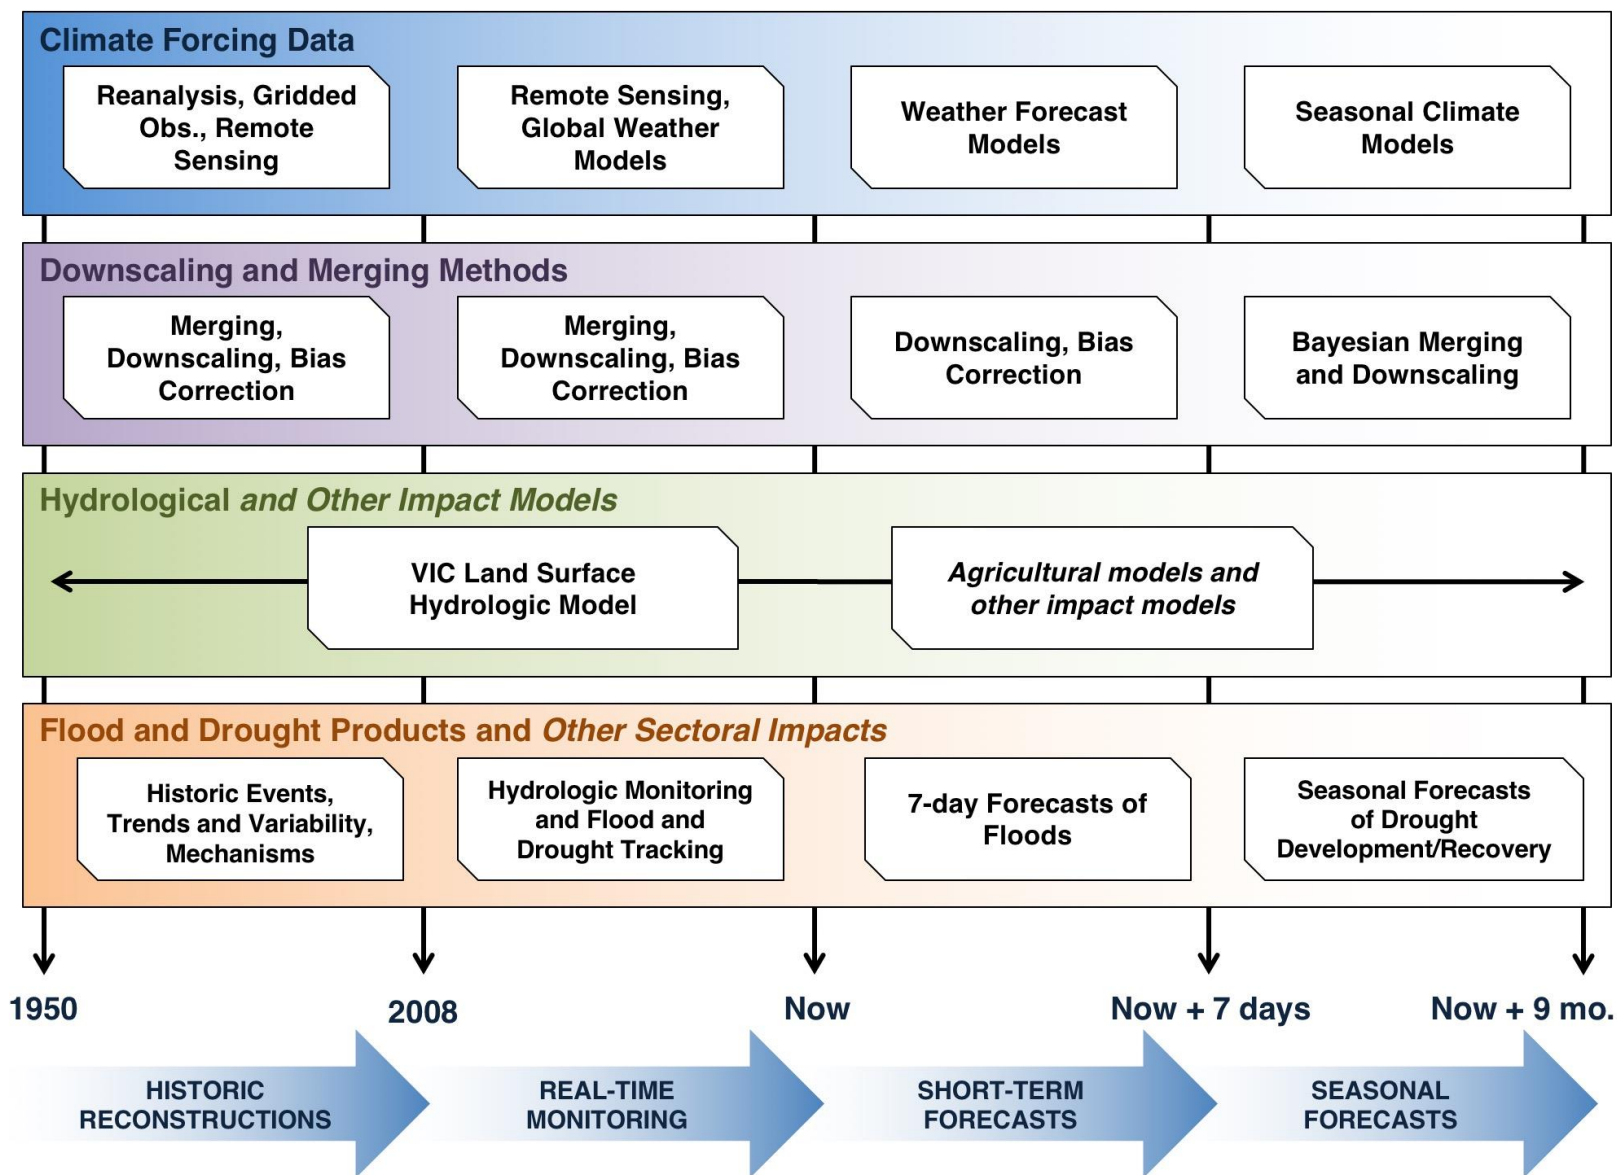 Climate Forcing Data
Reanalysis, Gridded
Obs., Remote
Sensing
Remote Sensing,
Global Weather
Models
Weather Forecast
Models
Seasonal Climate
Models
Downscaling and Merging Methods
Merging,
Downscaling, Bias
Correction
Merging,
Downscaling, Bias
Correction
Downscaling, Bias
Correction
Bayesian Merging
and Downscaling
Hydrological and Other Impact Models
VIC Land Surface
Hydrologic Model
Agricultural models and
other impact models
Flood and Drought Products and Other Sectoral Impacts
Historic Events,
Trends and Variability,
Mechanisms
Hydrologic Monitoring
and Flood and
Drought Tracking
7-day Forecasts of
Floods
Seasonal Forecasts
of Drought
Development/Recovery
1950
2008
Now
Now + 7 days
Now + 9 mo.
HISTORIC
RECONSTRUCTIONS
REAL-TIME
MONITORING
SHORT-TERM
FORECASTS
SEASONAL
FORECASTS